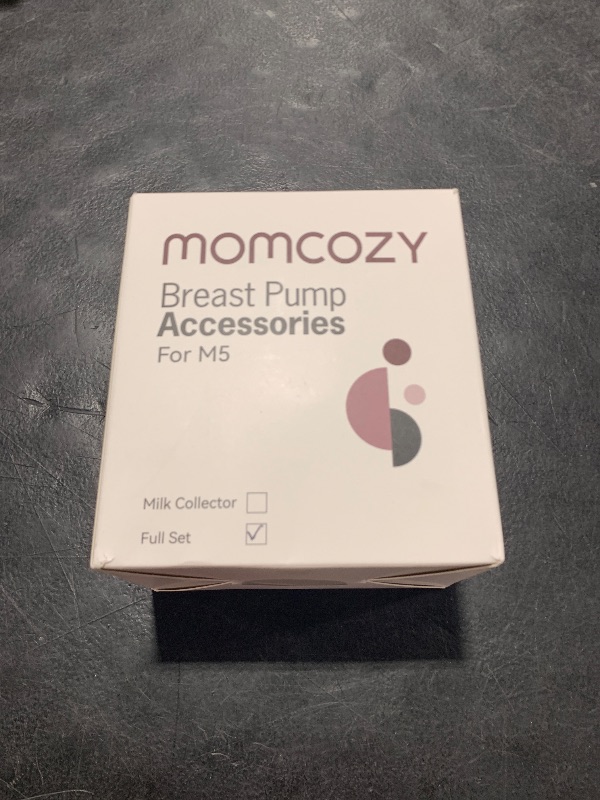 momcozy
Breast Pump
Accessories
For M5
Milk Collector
Full Set